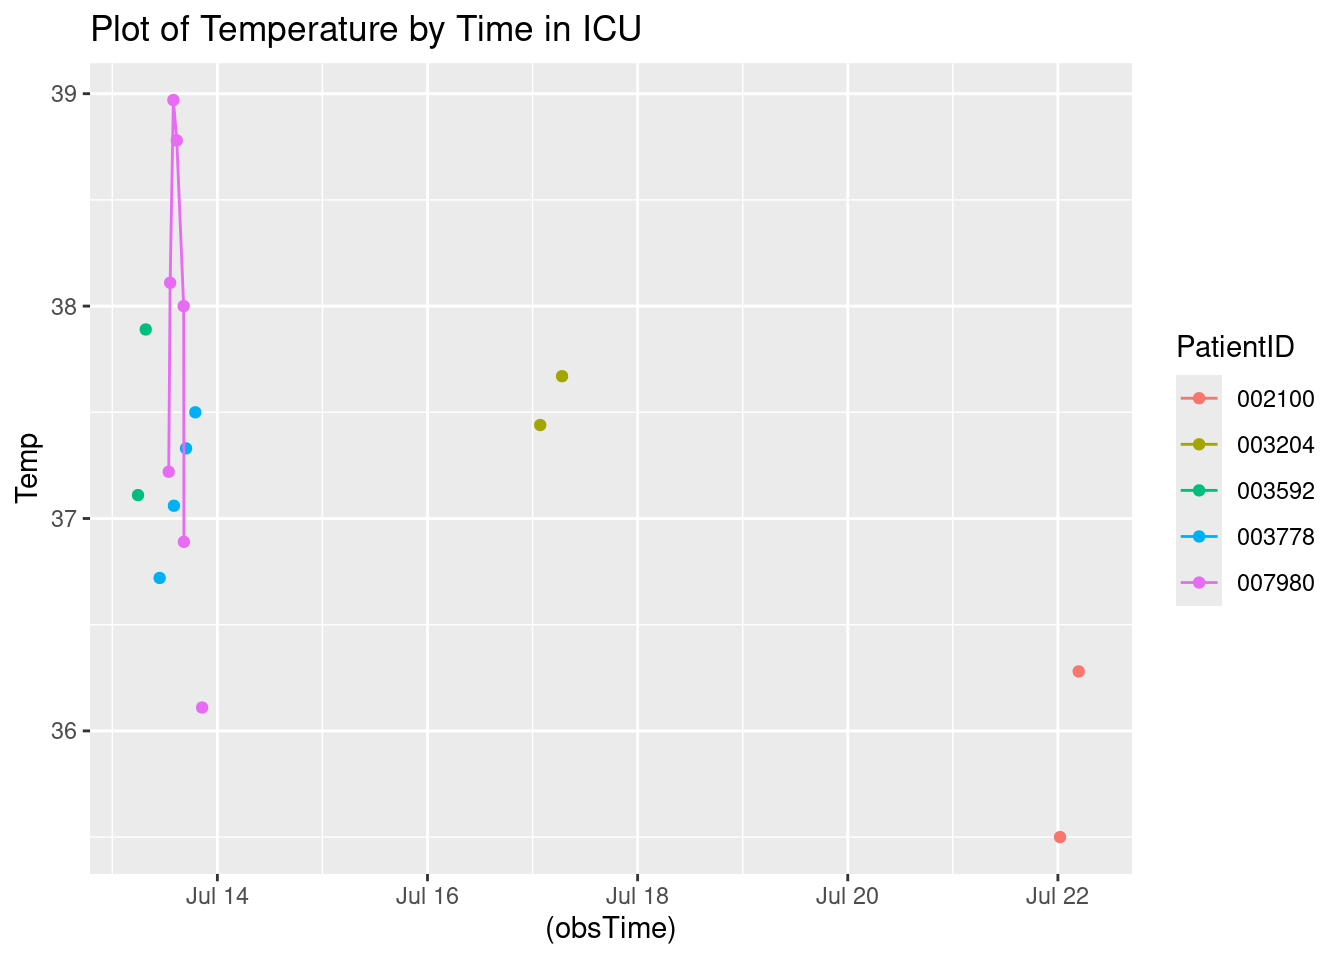 Plot of Temperature by Time in ICU
39
38
37
36
Temp
Jul 14
Jul 16
Jul 18
Jul 20
Jul 22
(obsTime)
PatientID
002100
003204
003592
003778
007980